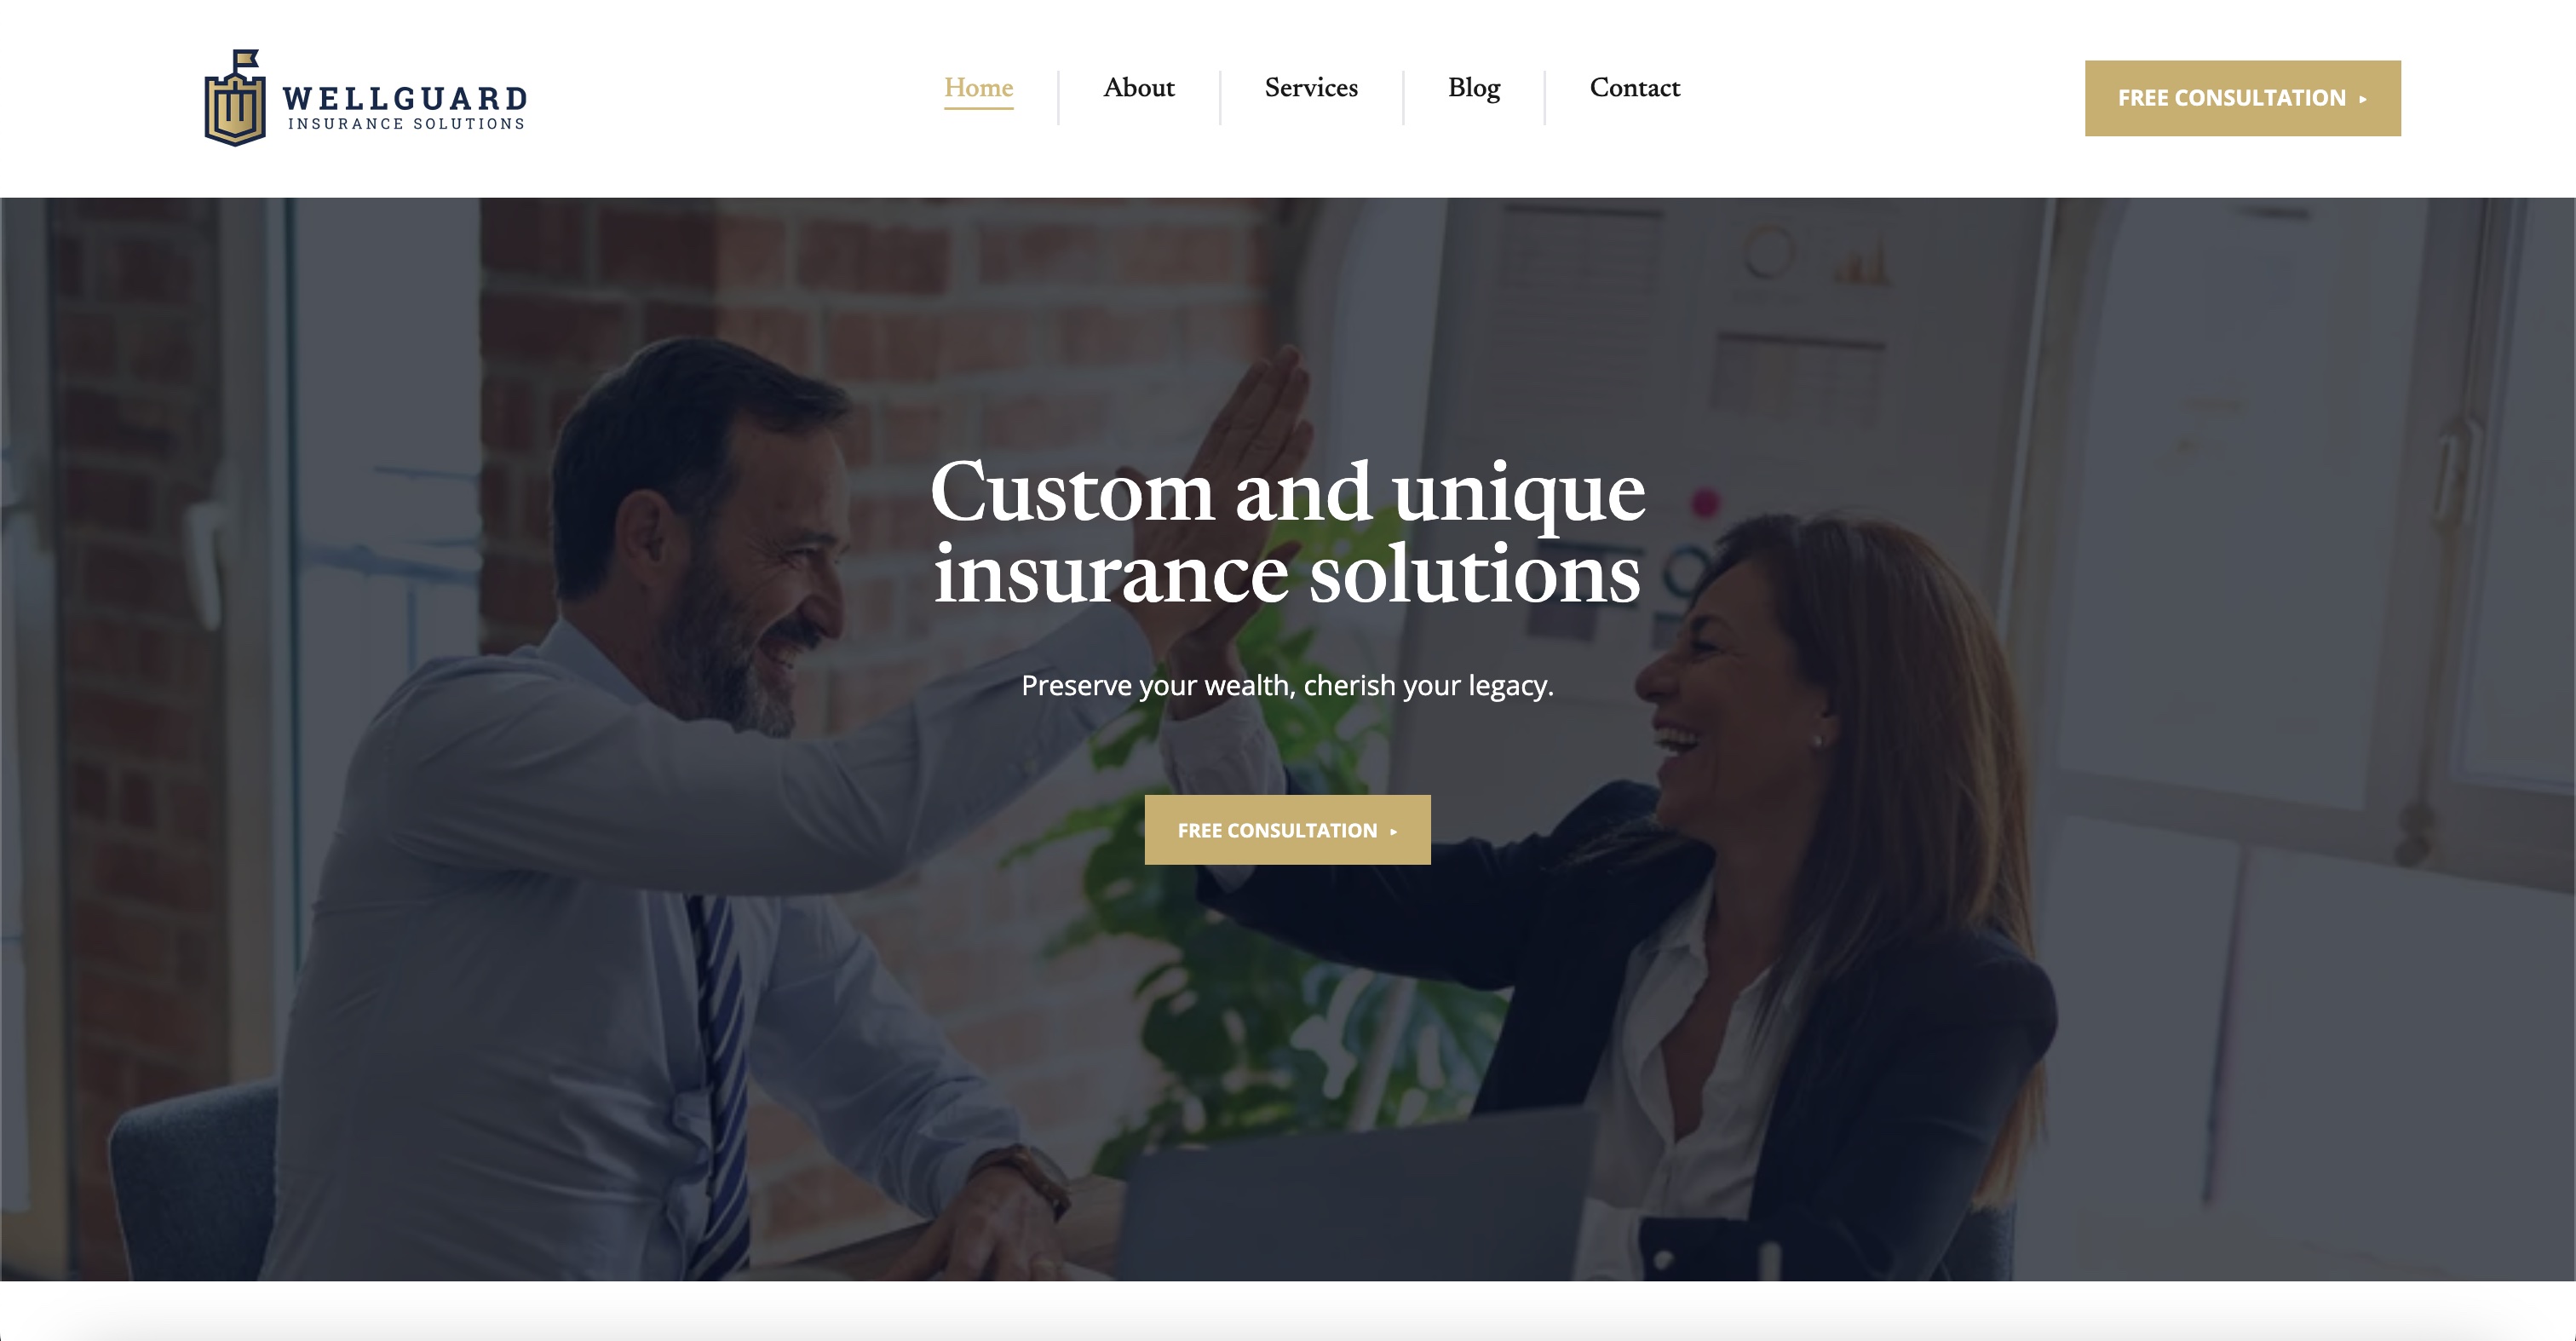 WELLGUARD
INSURANCE SOLUTIONS
Home
About
Services
Blog
Contact
FREE CONSULTATION
Custom and unique
insurance solutions
Preserve your wealth, cherish your legacy.
FREE CONSULTATION